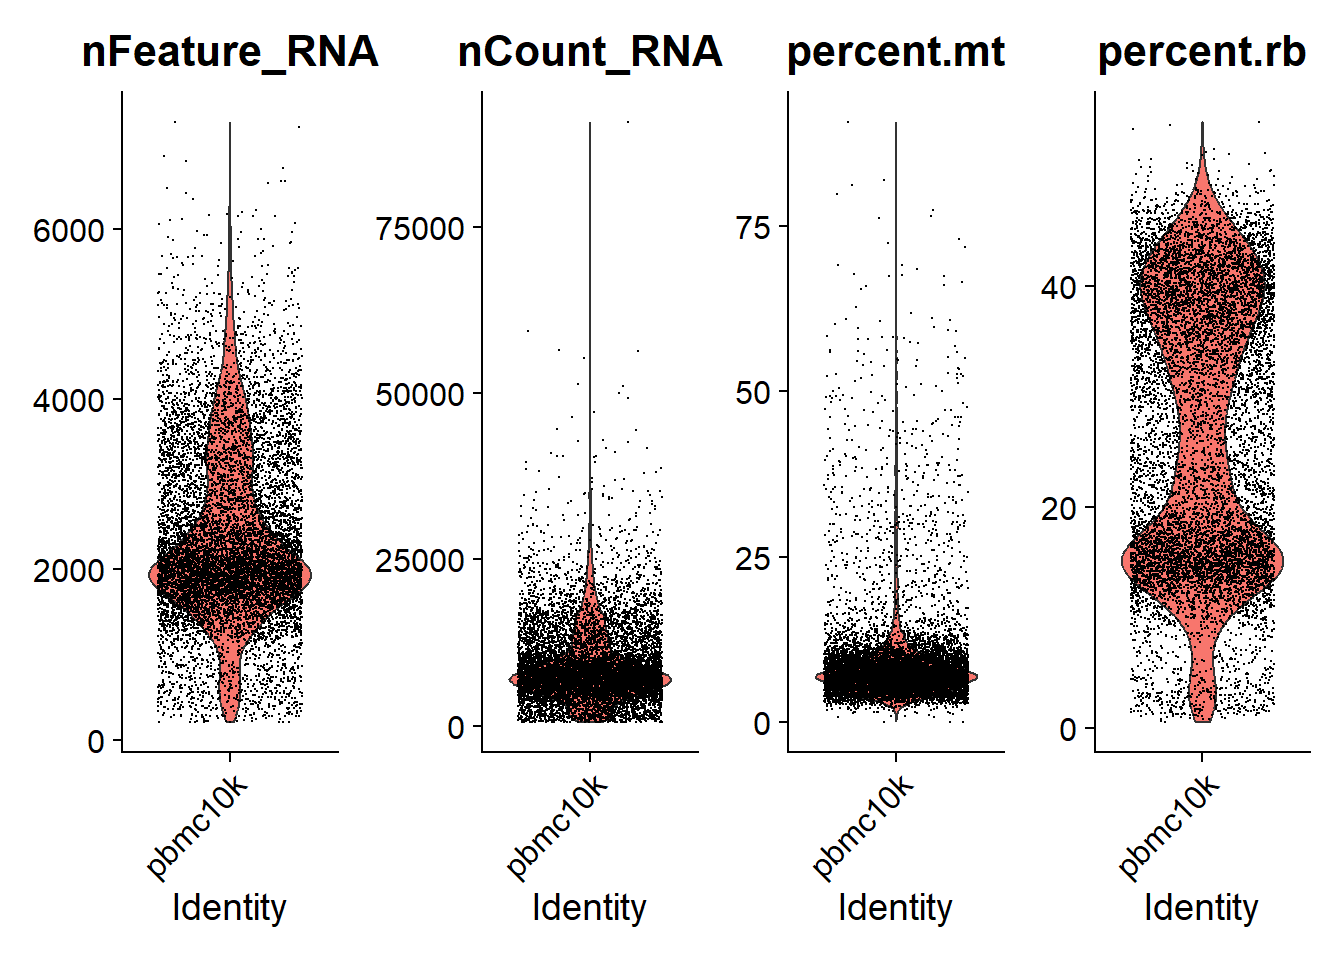 nFeature_RNA
6000
4000
2000
0
pbmc10k
Identity
nCount_RNA
75000
50000
25000
0
pbmc10k
Identity
percent.mt
75
50
25
0
pbmc10k
Identity
percent.rb
40
20
0
pbmc10k
Identity